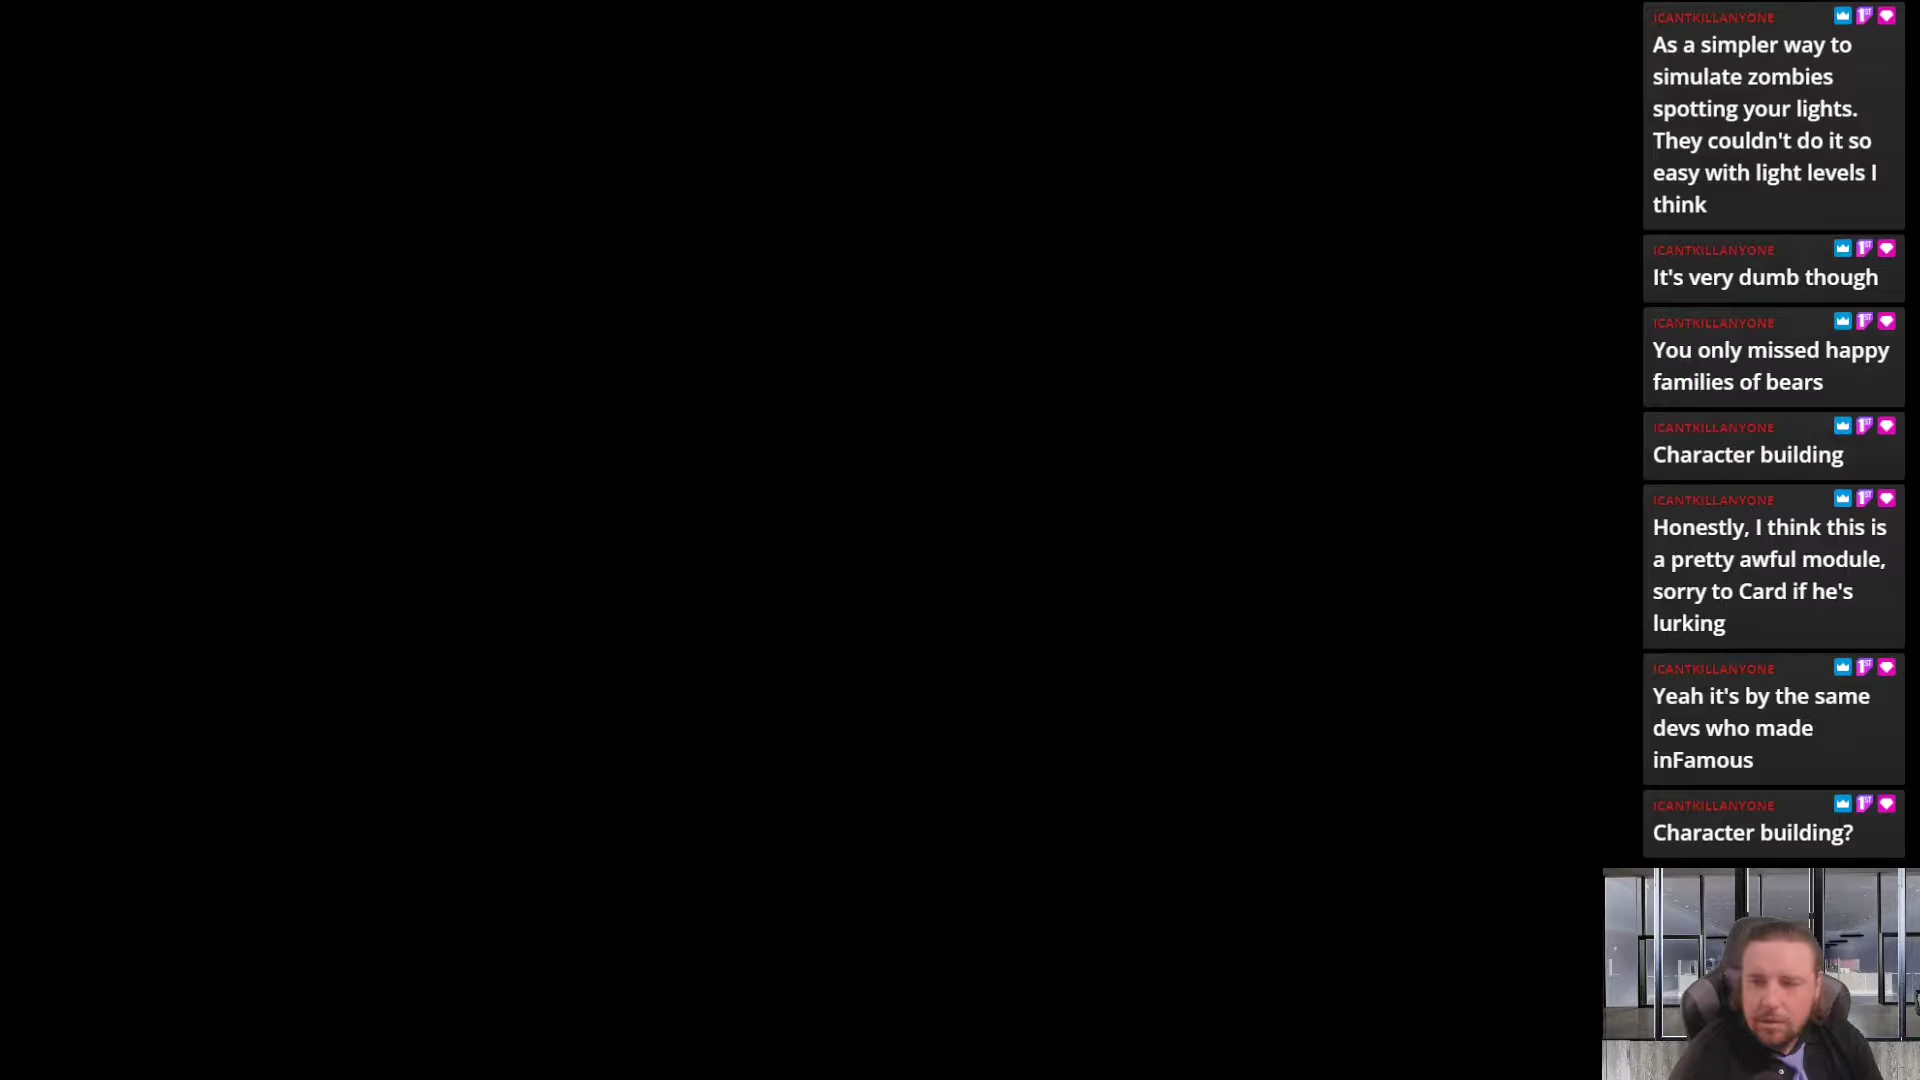 ICANTKILLANYONE
As a simpler way to
simulate zombies
spotting your lights.
They couldn't do it so
easy with light levels I
think
ICANTKILLANYONE
It's very dumb though
ICANTKILLANYONE
You only missed happy
families of bears
ICANTKILLANYONE
Character building
ICANTKILLANYONE
Honestly, I think this is
a pretty awful module,
sorry to Card if he's
lurking
ICANTKILLANYONE
Yeah it's by the same
devs who made
inFamous
ICANTKILLANYONE
Character building?